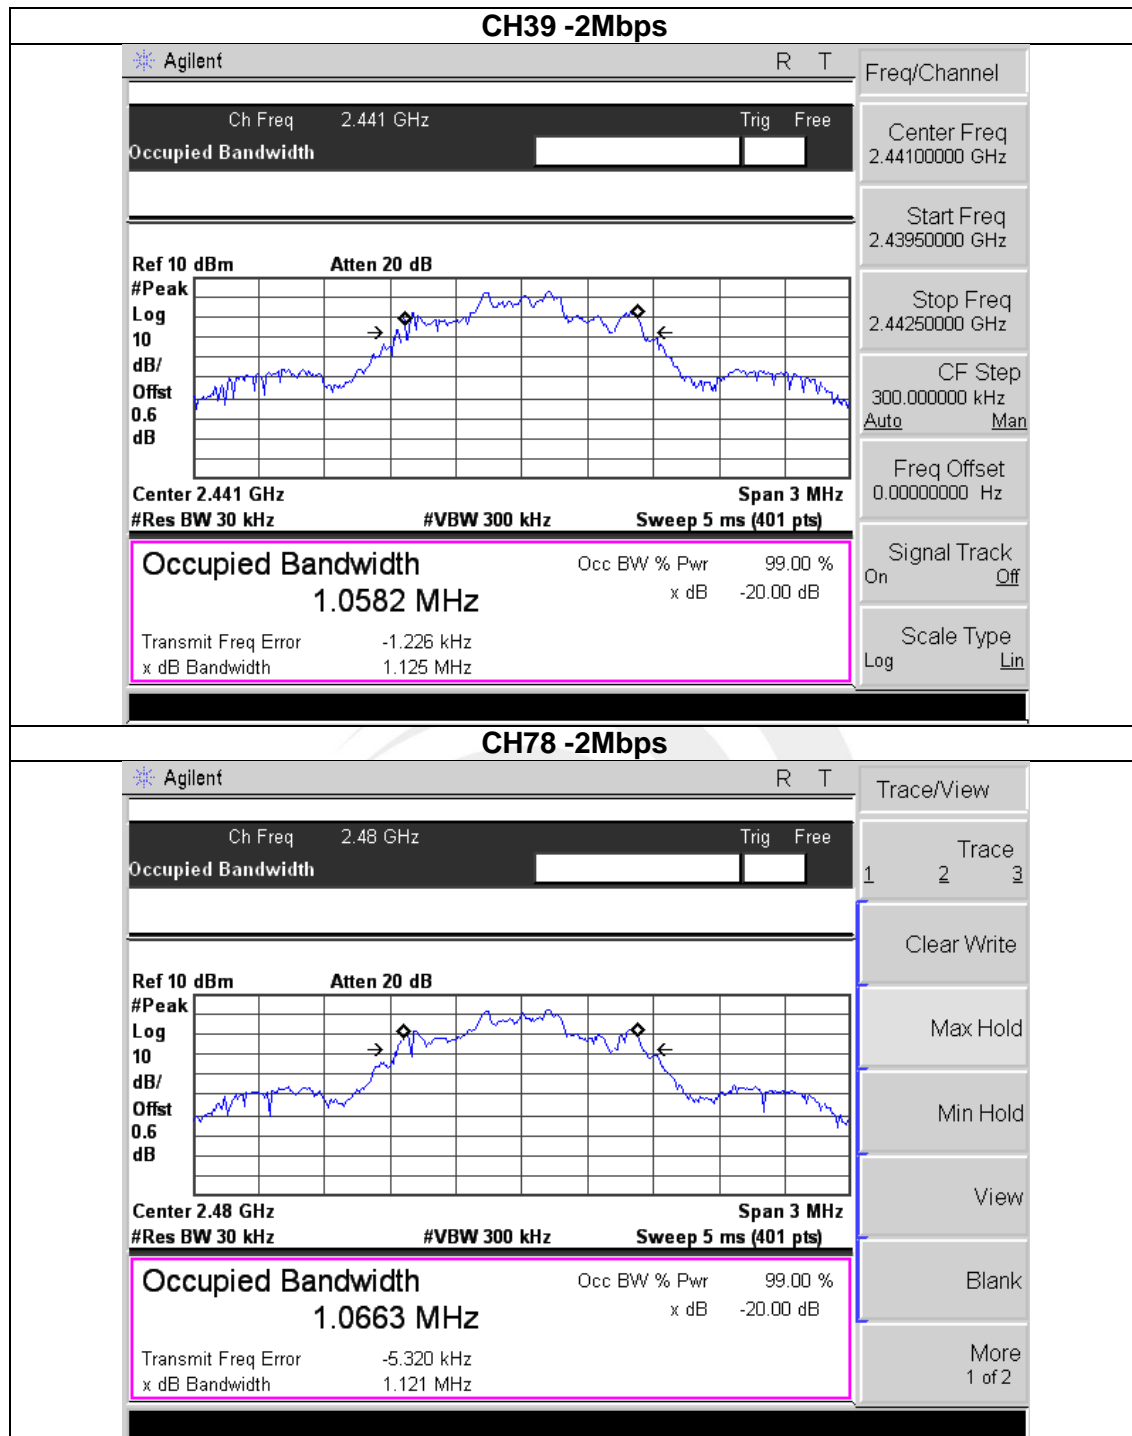 CH39 -2Mbps
Agilent R T
Freq/Channel
Ch Freq 2.441 GHz Trig Free
Occupied Bandwidth
Center Freq
2.44100000 GHz
Start Freq
2.43950000 GHz
Stop Freq
2.44250000 GHz
CF Step
300.000000 kHz
Auto Man
Freq Offset
0.00000000 Hz
Signal Track
On Off
Scale Type
Log Lin
Ref 10 dBm Atten 20 dB
#Peak
Log
10
dB/
Offst
0.6
dB
Center 2.441 GHz Span 3 MHz
#Res BW 30 kHz #VBW 300 kHz Sweep 5 ms (401 pts)
Occupied Bandwidth Occ BW % Pwr 99.00 %
1.0582 MHz x dB -20.00 dB
Transmit Freq Error -1.226 kHz
x dB Bandwidth 1.125 MHz
CH78 -2Mbps
Agilent R T
Trace/View
Ch Freq 2.48 GHz Trig Free
Occupied Bandwidth
Trace
1 2 3
Clear Write
Max Hold
Min Hold
View
Blank
More
1 of 2
Ref 10 dBm Atten 20 dB
#Peak
Log
10
dB/
Offst
0.6
dB
Center 2.48 GHz Span 3 MHz
#Res BW 30 kHz #VBW 300 kHz Sweep 5 ms (401 pts)
Occupied Bandwidth Occ BW % Pwr 99.00 %
1.0663 MHz x dB -20.00 dB
Transmit Freq Error -5.320 kHz
x dB Bandwidth 1.121 MHz